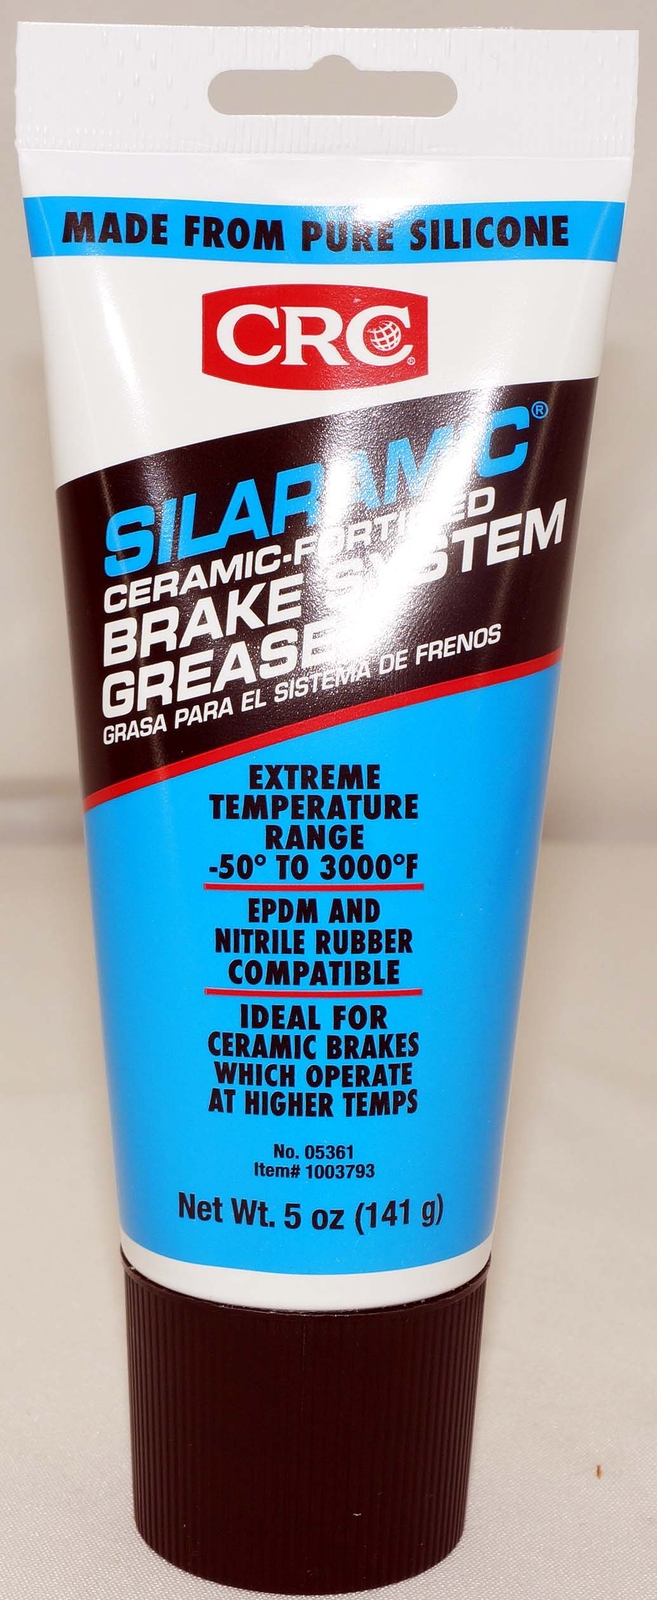 MADE FROM PURE SILICONE
CRC®
SILARAMIC®
CERAMIC-FORTIFIED
BRAKE SYSTEM
GREASE
GRASA PARA EL SISTEMA DE FRENOS
EXTREME
TEMPERATURE
RANGE
-50° TO 3000°F
EPDM AND
NITRILE RUBBER
COMPATIBLE
IDEAL FOR
CERAMIC BRAKES
WHICH OPERATE
AT HIGHER TEMPS
No. 05361
Item# 1003793
Net Wt. 5 oz (141 g)